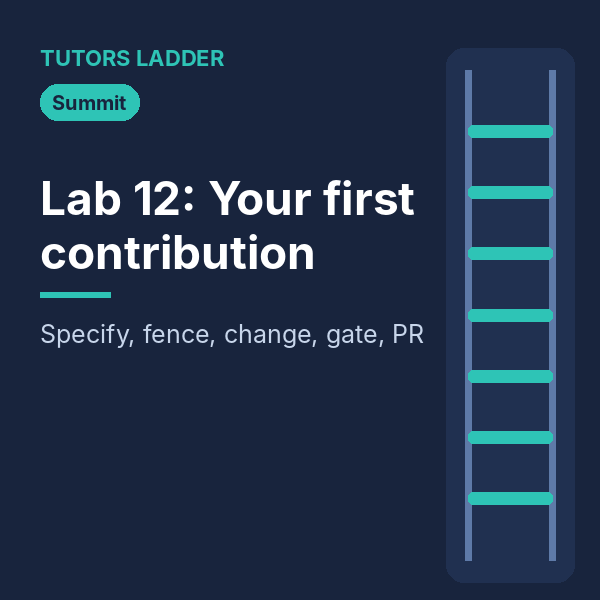 TUTORS LADDER
Summit
Lab 12: Your first
contribution
Specify, fence, change, gate, PR